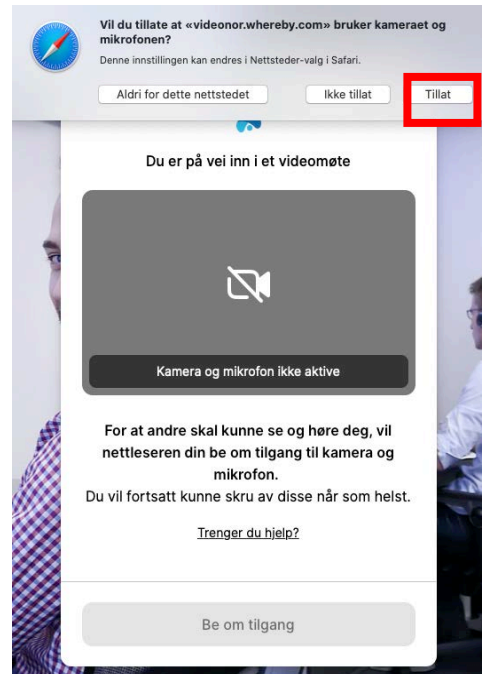 Vil du tillate at «videonor.whereby.com» bruker kameraet og
mikrofonen?
Denne innstillingen kan endres i Nettsteder-valg i Safari.
Aldri for dette nettstedet
Ikke tillat
Tillat
Du er på vei inn i et videomøte
Kamera og mikrofon ikke aktive
For at andre skal kunne se og høre deg, vil
nettleseren din be om tilgang til kamera og
mikrofon.
Du vil fortsatt kunne skru av disse når som helst.
Trenger du hjelp?
Be om tilgang